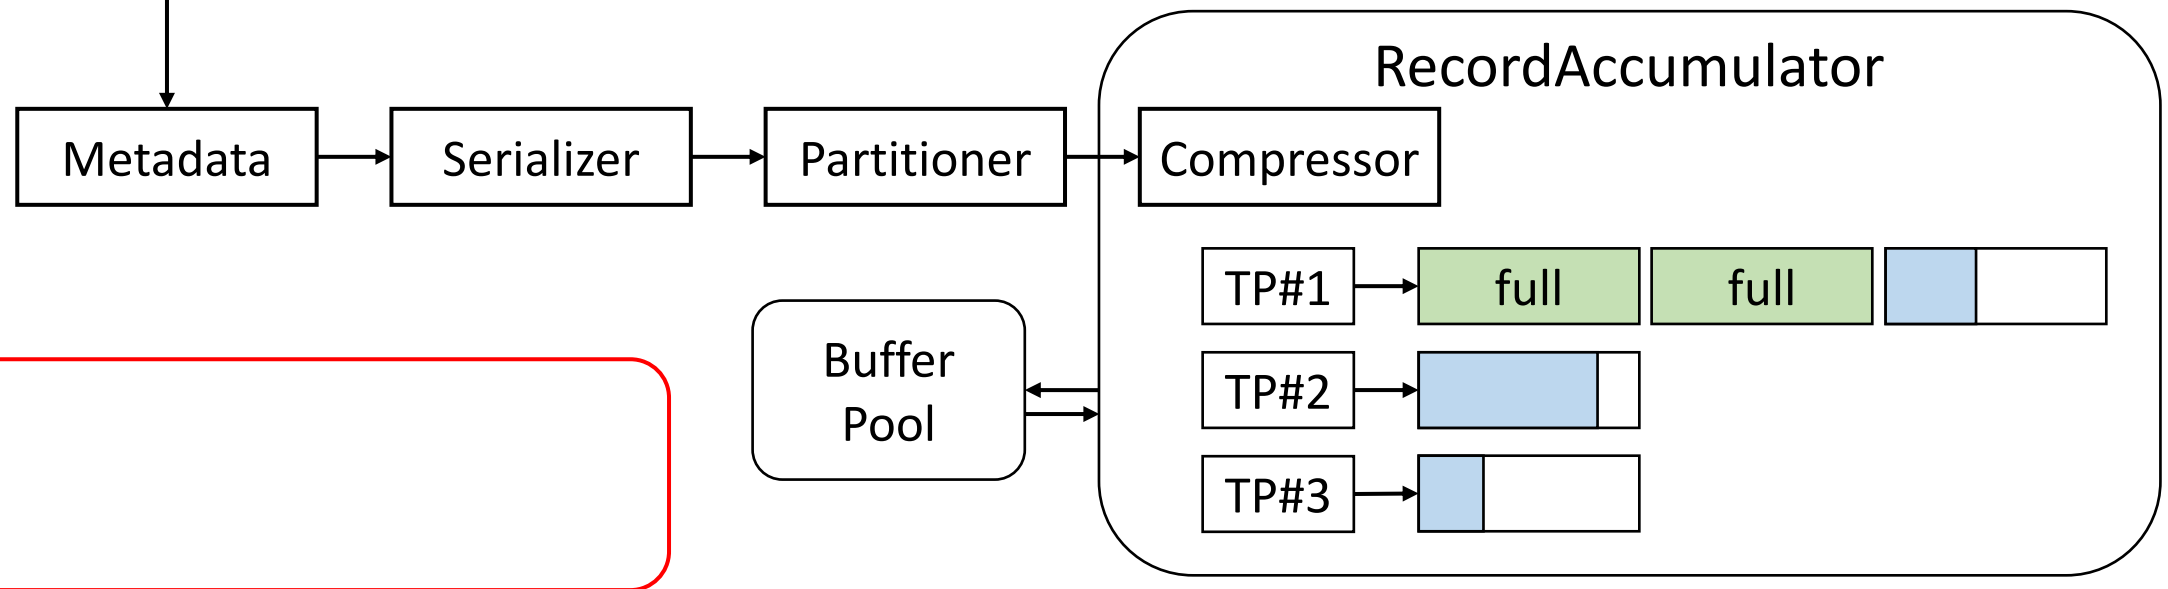 RecordAccumulator
Metadata
Serializer
Partitioner
Compressor
TP#1
full
full
Buffer
Pool
TP#2
TP#3